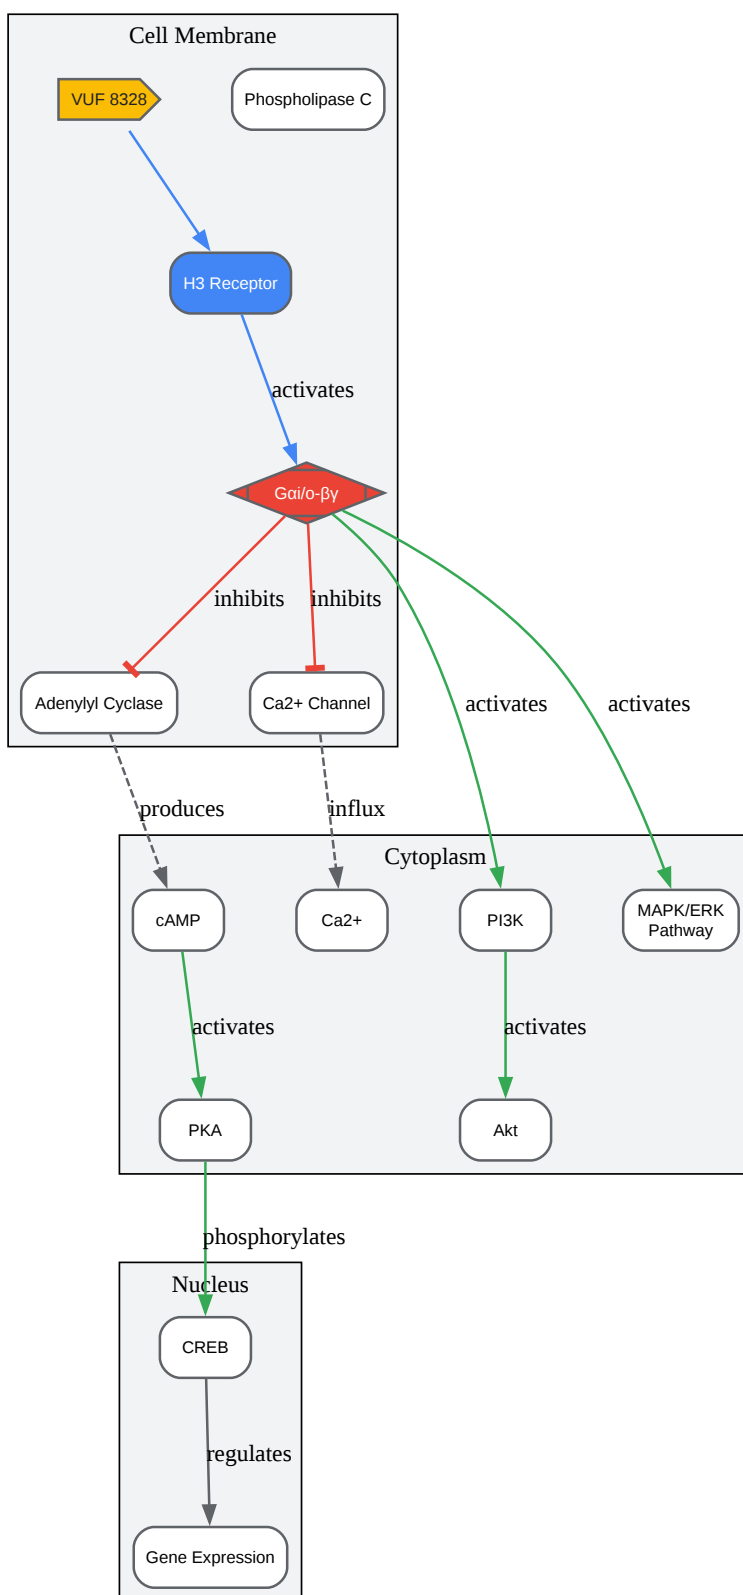 Cell Membrane
VUF 8328
Phospholipase C
H3 Receptor
activates
Gαi/o-βγ
inhibits
inhibits
Adenylyl Cyclase
Ca2+ Channel
activates
activates
produces
influx
Cytoplasm
cAMP
Ca2+
PI3K
MAPK/ERK
Pathway
activates
activates
PKA
Akt
phosphorylates
Nucleus
CREB
regulates
Gene Expression